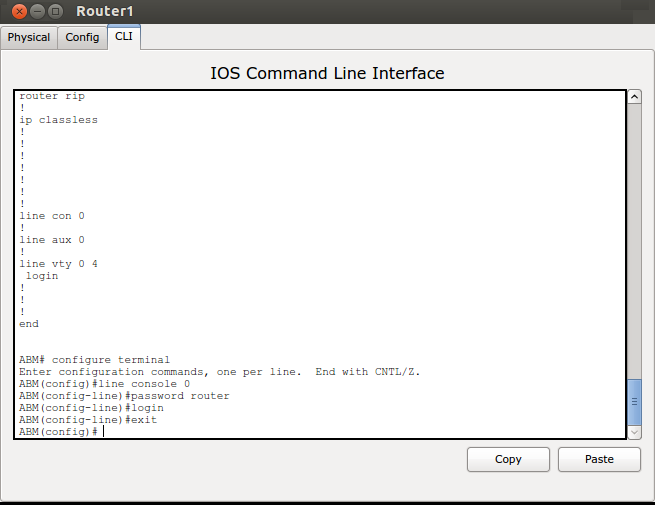 Router1
Physical Config CLI
IOS Command Line Interface
router rip
!
ip classless
!
!
!
!
!
!
!
line con 0
!
line aux 0
!
line vty 0 4
 login
!
!
!
end
ABM# configure terminal
Enter configuration commands, one per line.  End with CNTL/Z.
ABM(config)#line console 0
ABM(config-line)#password router
ABM(config-line)#login
ABM(config-line)#exit
ABM(config)#
Copy Paste